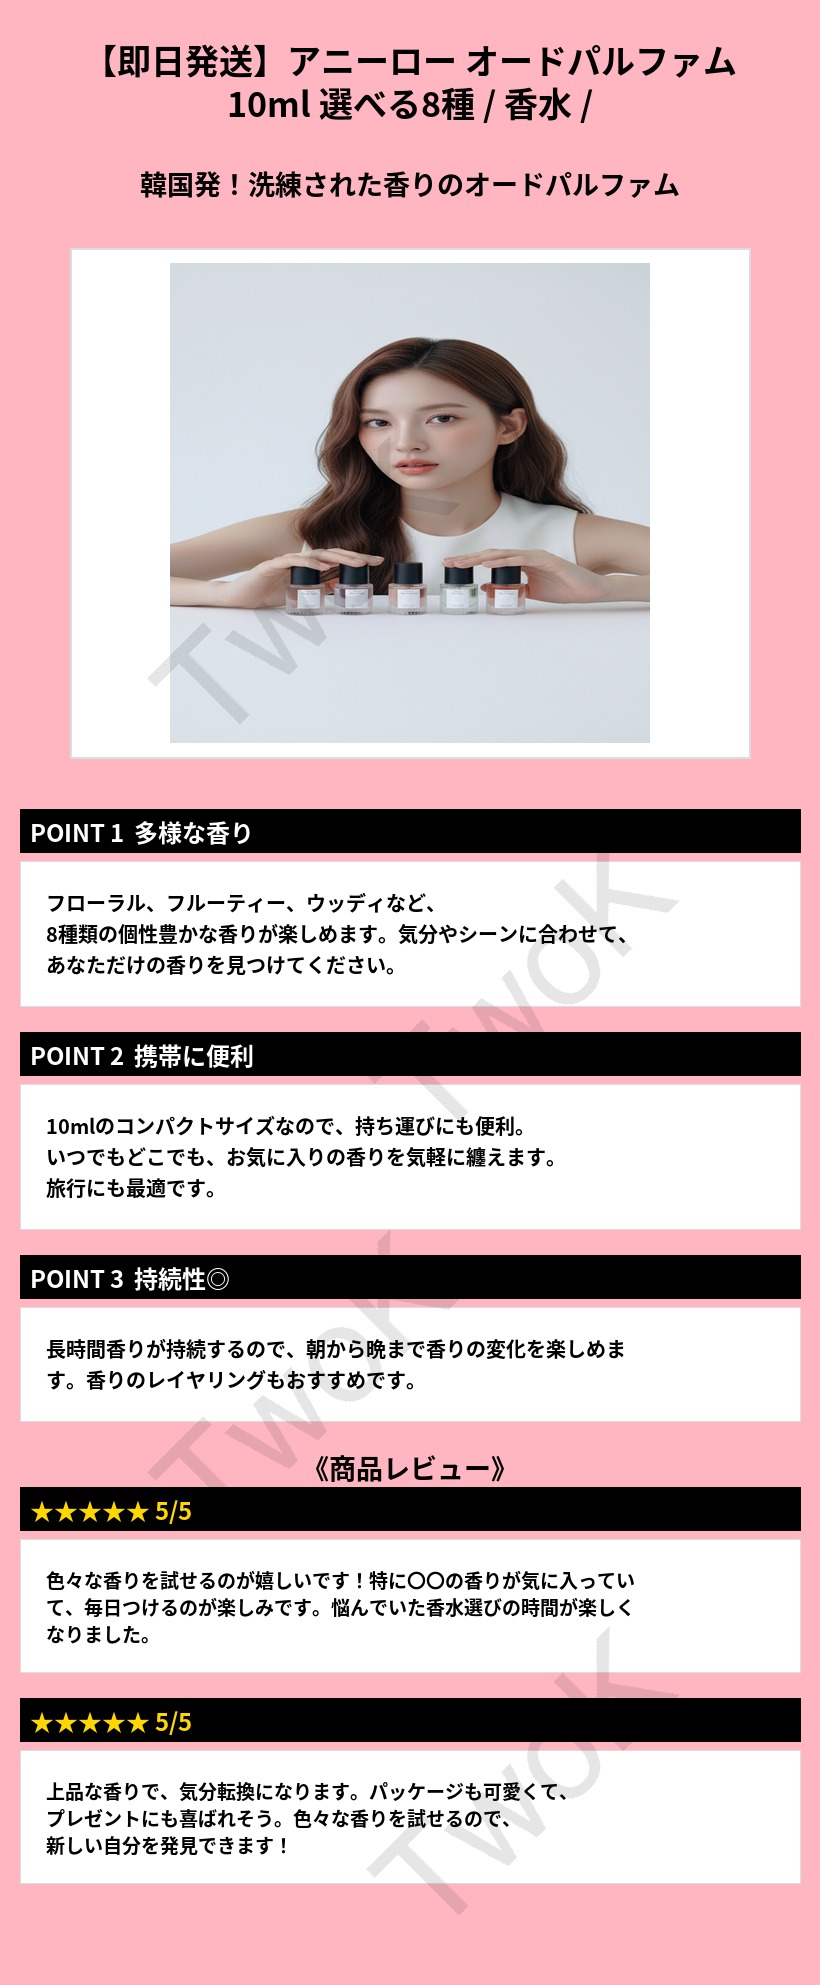 【即日発送】アニーロー オードパルファム
10ml 選べる8種 / 香水 /
韓国発！洗練された香りのオードパルファム
POINT 1 多様な香り
フローラル、フルーティー、ウッディなど、
8種類の個性豊かな香りが楽しめます。気分やシーンに合わせて、
あなただけの香りを見つけてください。
POINT 2 携帯に便利
10mlのコンパクトサイズなので、持ち運びにも便利。
いつでもどこでも、お気に入りの香りを気軽に纏えます。
旅行にも最適です。
POINT 3 持続性◎
長時間香りが持続するので、朝から晩まで香りの変化を楽しめま
す。香りのレイヤリングもおすすめです。
《商品レビュー》
★★★★★ 5/5
色々な香りを試せるのが嬉しいです！特に〇〇の香りが気に入ってい
て、毎日つけるのが楽しみです。悩んでいた香水選びの時間が楽しく
なりました。
★★★★★ 5/5
上品な香りで、気分転換になります。パッケージも可愛くて、
プレゼントにも喜ばれそう。色々な香りを試せるので、
新しい自分を発見できます！
TwoK
TwoK
TwoK
TwoK